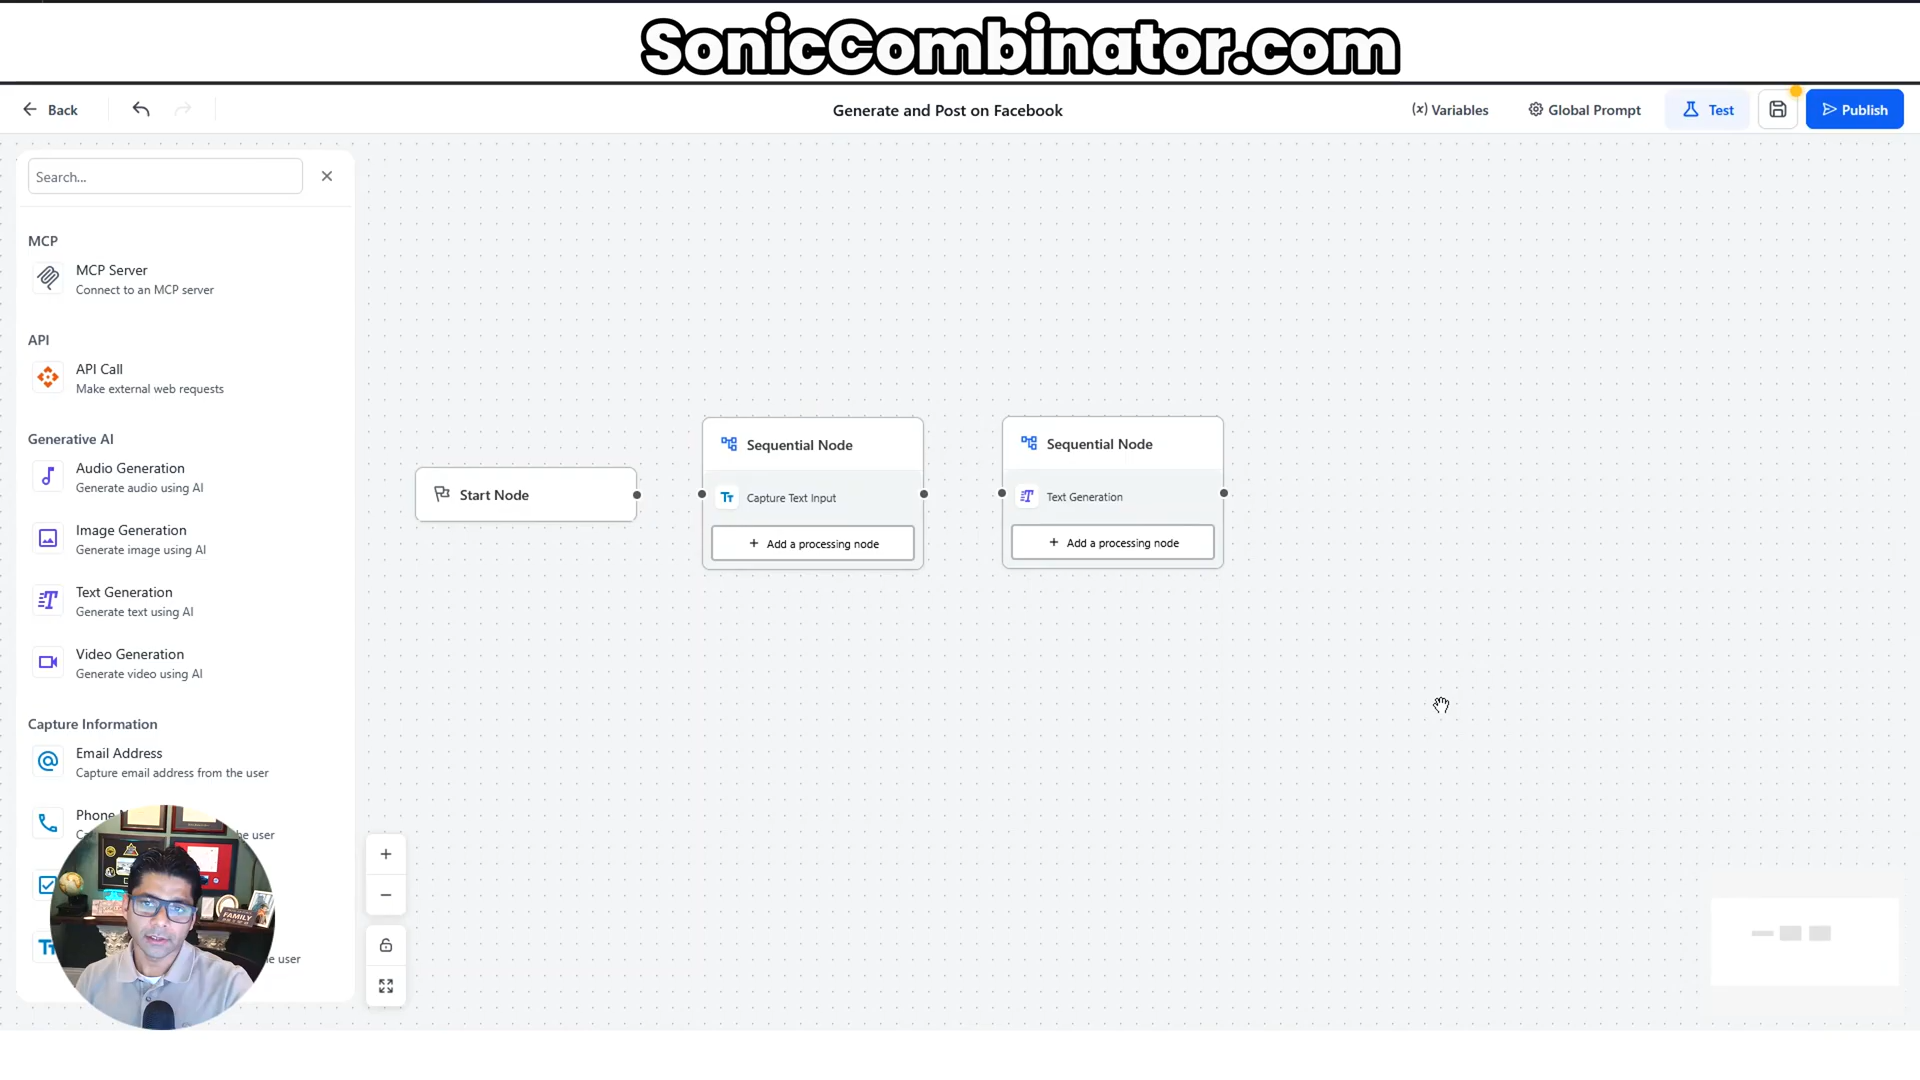 SonicCombinator.com
Back
Generate and Post on Facebook
(x) Variables
Global Prompt
Test
Publish
Search...
MCP
MCP Server
Connect to an MCP server
API
API Call
Make external web requests
Generative AI
Audio Generation
Generate audio using AI
Image Generation
Generate image using AI
Text Generation
Generate text using AI
Video Generation
Generate video using AI
Capture Information
Email Address
Capture email address from the user
Phone
he user
e user
Start Node
Sequential Node
Capture Text Input
+ Add a processing node
Sequential Node
Text Generation
+ Add a processing node
FAMILY